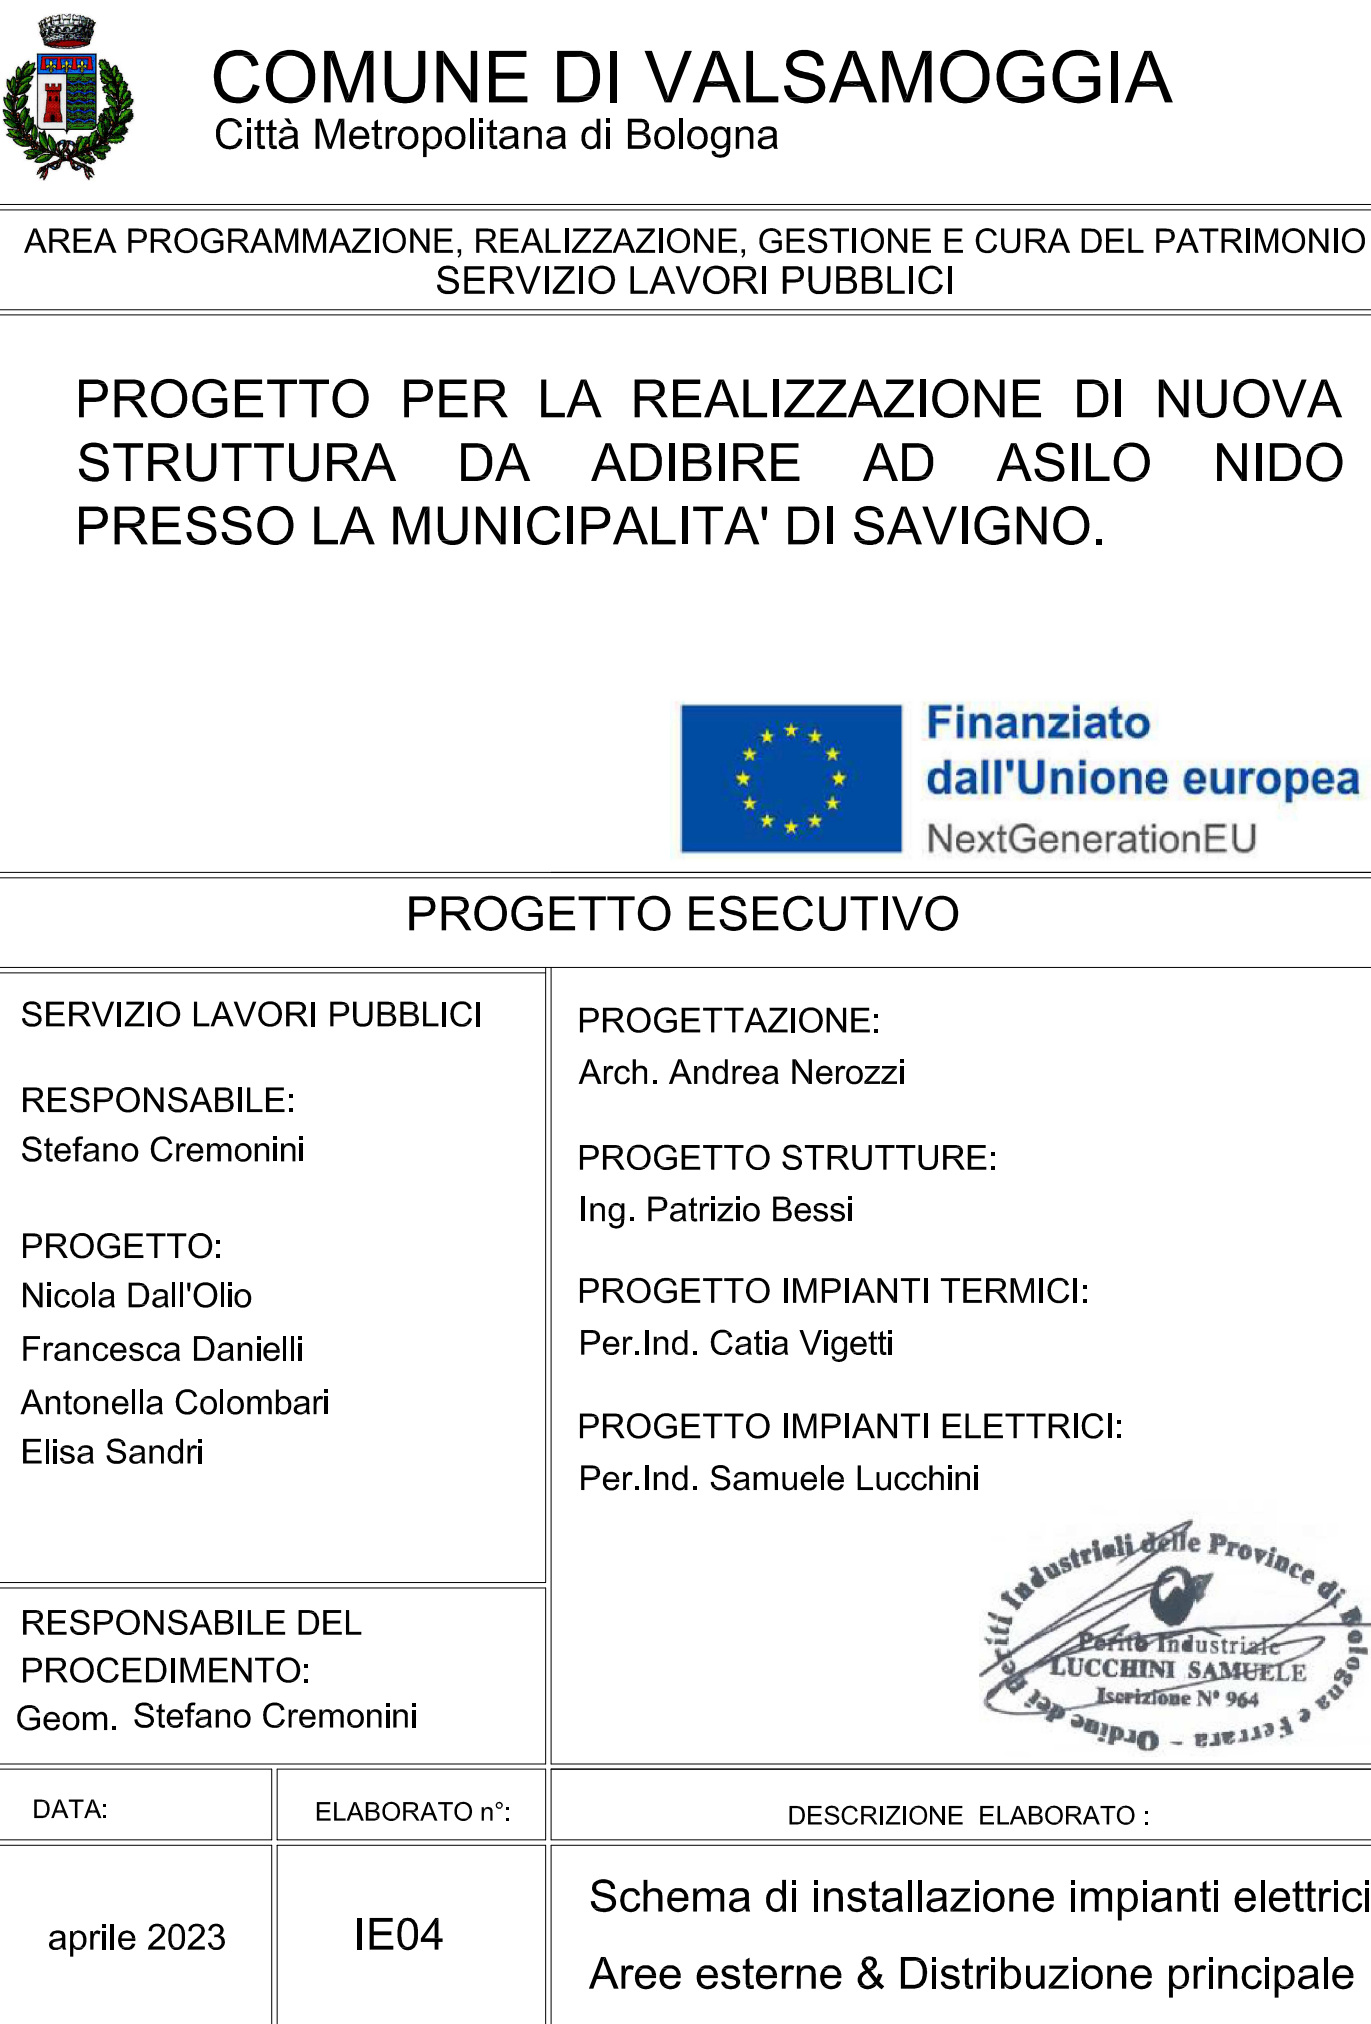 COMUNE DI VALSAMOGGIA
Città Metropolitana di Bologna
AREA PROGRAMMAZIONE, REALIZZAZIONE, GESTIONE E CURA DEL PATRIMONIO
SERVIZIO LAVORI PUBBLICI
PROGETTO PER LA REALIZZAZIONE DI NUOVA
STRUTTURA DA ADIBIRE AD ASILO NIDO
PRESSO LA MUNICIPALITA' DI SAVIGNO.
Finanziato
dall'Unione europea
NextGenerationEU
PROGETTO ESECUTIVO
SERVIZIO LAVORI PUBBLICI
RESPONSABILE:
Stefano Cremonini
PROGETTO:
Nicola Dall'Olio
Francesca Danielli
Antonella Colombari
Elisa Sandri
RESPONSABILE DEL
PROCEDIMENTO:
Geom. Stefano Cremonini
PROGETTAZIONE:
Arch. Andrea Nerozzi
PROGETTO STRUTTURE:
Ing. Patrizio Bessi
PROGETTO IMPIANTI TERMICI:
Per.Ind. Catia Vigetti
PROGETTO IMPIANTI ELETTRICI:
Per.Ind. Samuele Lucchini
Ordine dei Periti Industriali delle Province di Bologna e Ferrara -
Perito Industriale
LUCCHINI SAMUELE
Iscrizione N° 964
DATA:
aprile 2023
ELABORATO n°:
IE04
DESCRIZIONE ELABORATO :
Schema di installazione impianti elettrici
Aree esterne & Distribuzione principale